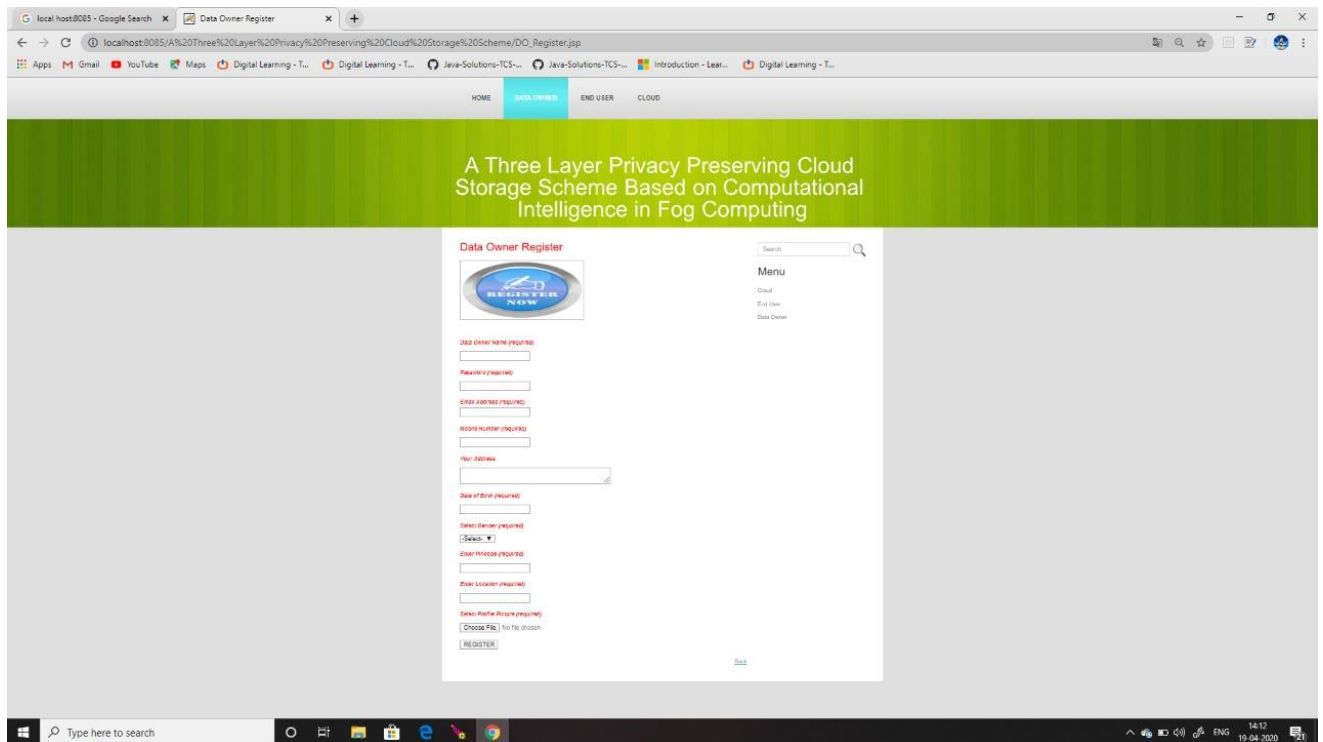 local host:8085 - Google Search
Data Owner Register
localhost:8085/A%20Three%20Layer%20Privacy%20Preserving%20Cloud%20Storage%20Scheme/DO_Register.jsp
Apps Gmail YouTube Maps Digital Learning - T... Digital Learning - T... Java-Solutions-TCS-... Java-Solutions-TCS-... Introduction - Lear... Digital Learning - T...
HOME DATA OWNER END USER CLOUD
A Three Layer Privacy Preserving Cloud
Storage Scheme Based on Computational
Intelligence in Fog Computing
Data Owner Register
REGISTER
NOW
Search
Menu
Cloud
End User
Data Owner
Data Owner Name (required)
Password (required)
Email Address (required)
Mobile Number (required)
Your Address
Date of Birth (required)
Select Gender (required)
-Select-
Enter Pincode (required)
Enter Location (required)
Select Profile Picture (required)
Choose File No file chosen
REGISTER
Back
Type here to search
ENG
14:12
19-04-2020
21